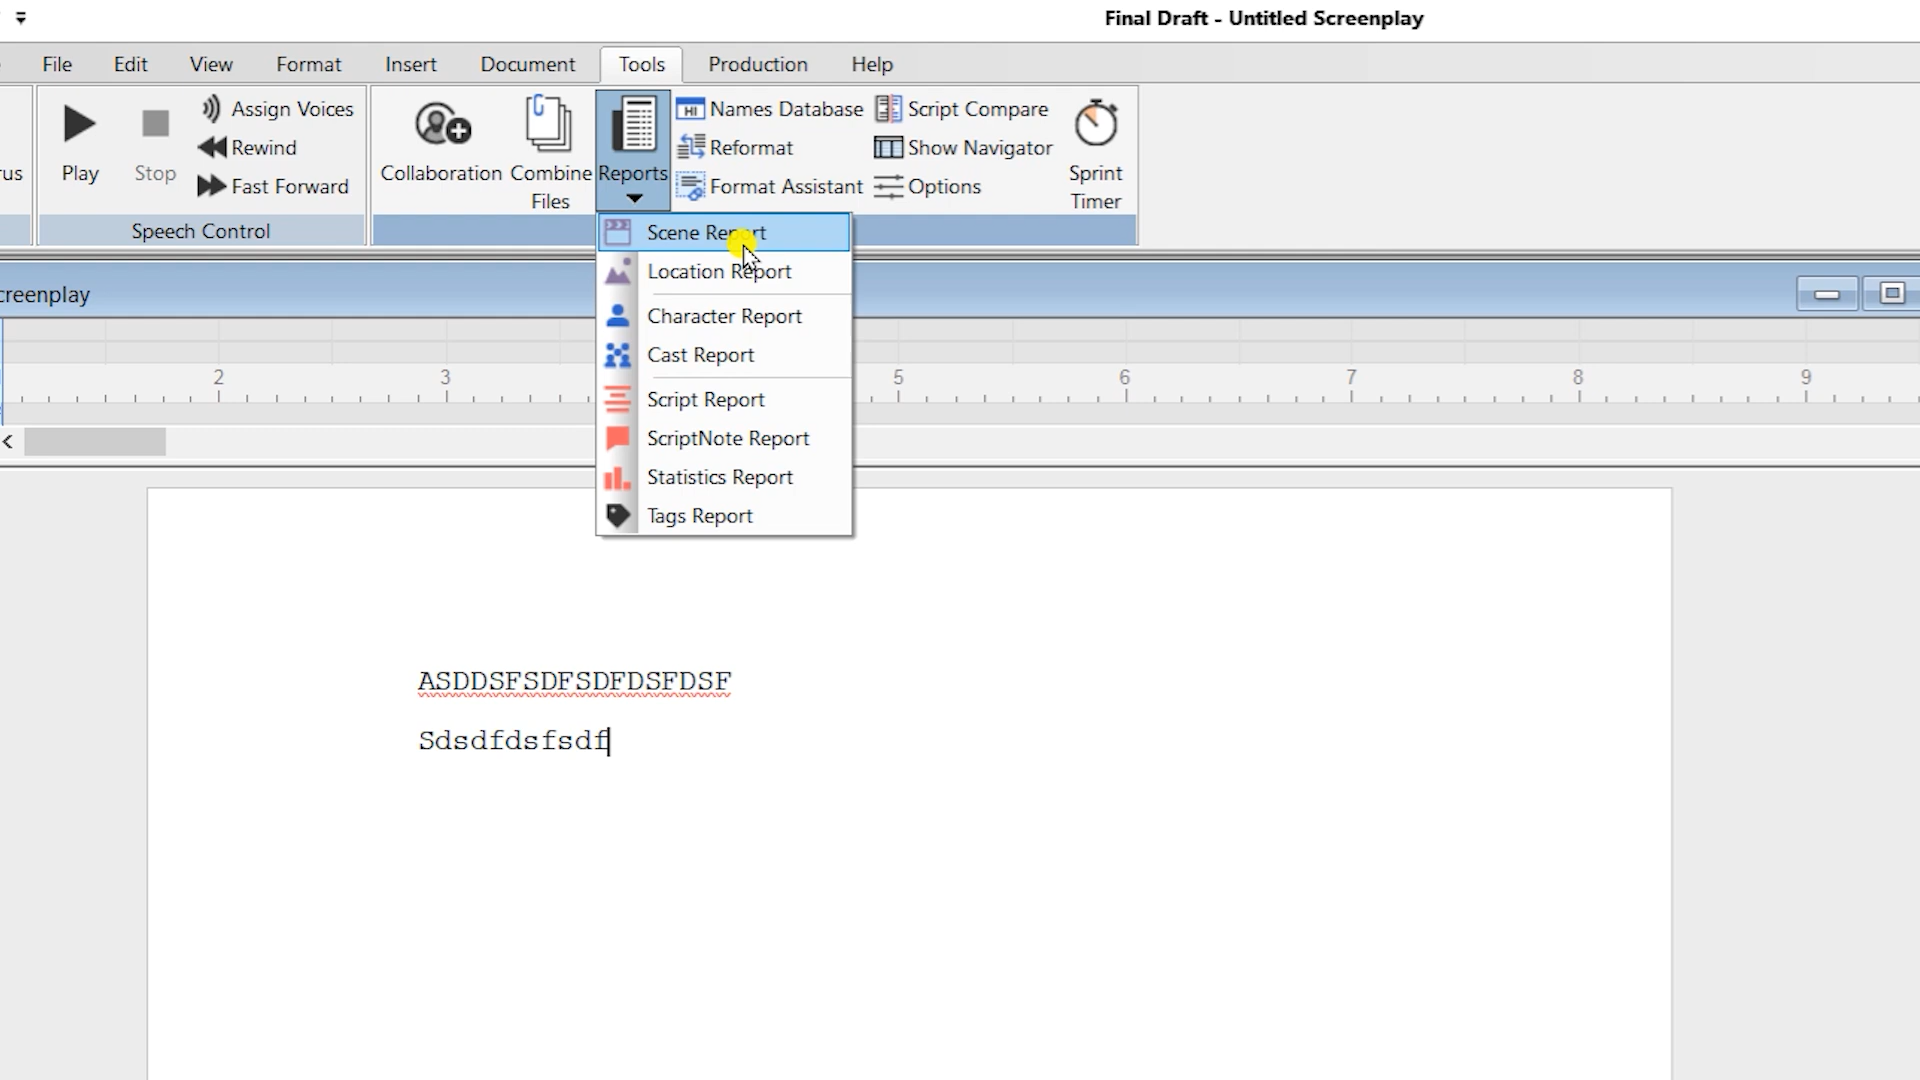 Final Draft - Untitled Screenplay
File Edit View Format Insert Document Tools Production Help
Play
Stop
Assign Voices
Rewind
Fast Forward
Speech Control
Collaboration
Combine
Files
Reports
HI Names Database
Reformat
Format Assistant
Script Compare
Show Navigator
Options
Sprint
Timer
Scene Report
Location Report
Character Report
Cast Report
Script Report
ScriptNote Report
Statistics Report
Tags Report
creenplay
2 3 5 6 7 8 9
ASDDSFSDFSDFDSFDSF
Sdsdfdsfsdf